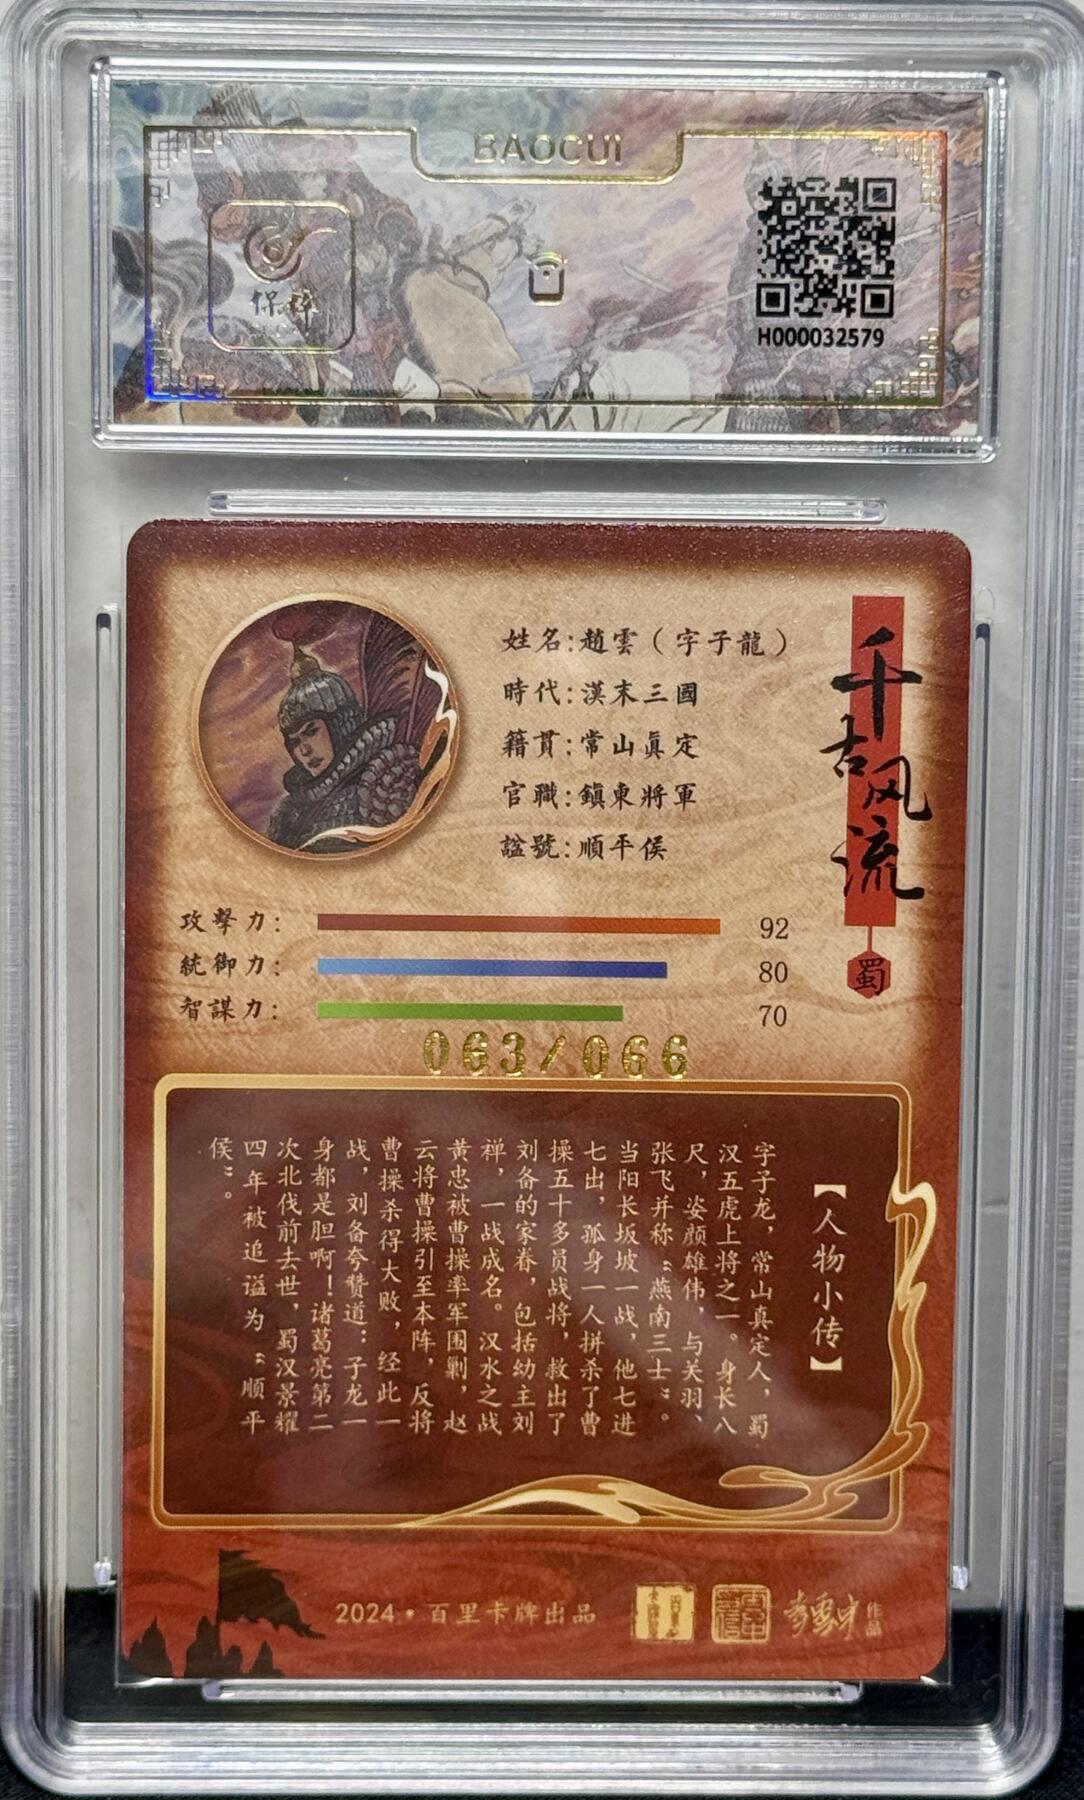 BAOCUI
保粹
H000032579
姓名:趙雲（字子龍）
時代:漢末三國
籍貫:常山眞定
官職:鎮東將軍
諡號:順平侯
千古风流
蜀
攻擊力: 92
統御力: 80
智謀力: 70
063/066
【人物小传】
字子龙，常山真定人，蜀
汉五虎上将之一。身长八
尺，姿颜雄伟，与关羽、
张飞并称“燕南三士”。
当阳长坂坡一战，他七进
七出，孤身一人拼杀了曹
操五十多员战将，救出了
刘备的家眷，包括幼主刘
禅，一战成名。汉水之战
黄忠被曹操率军围剿，赵
云将曹操引至本阵，反将
曹操杀得大败，经此一
战，刘备夸赞道：子龙一
身都是胆啊！诸葛亮第二
次北伐前去世，蜀汉景耀
四年被追谥为“顺平
侯”。
2024·百里卡牌出品
作品